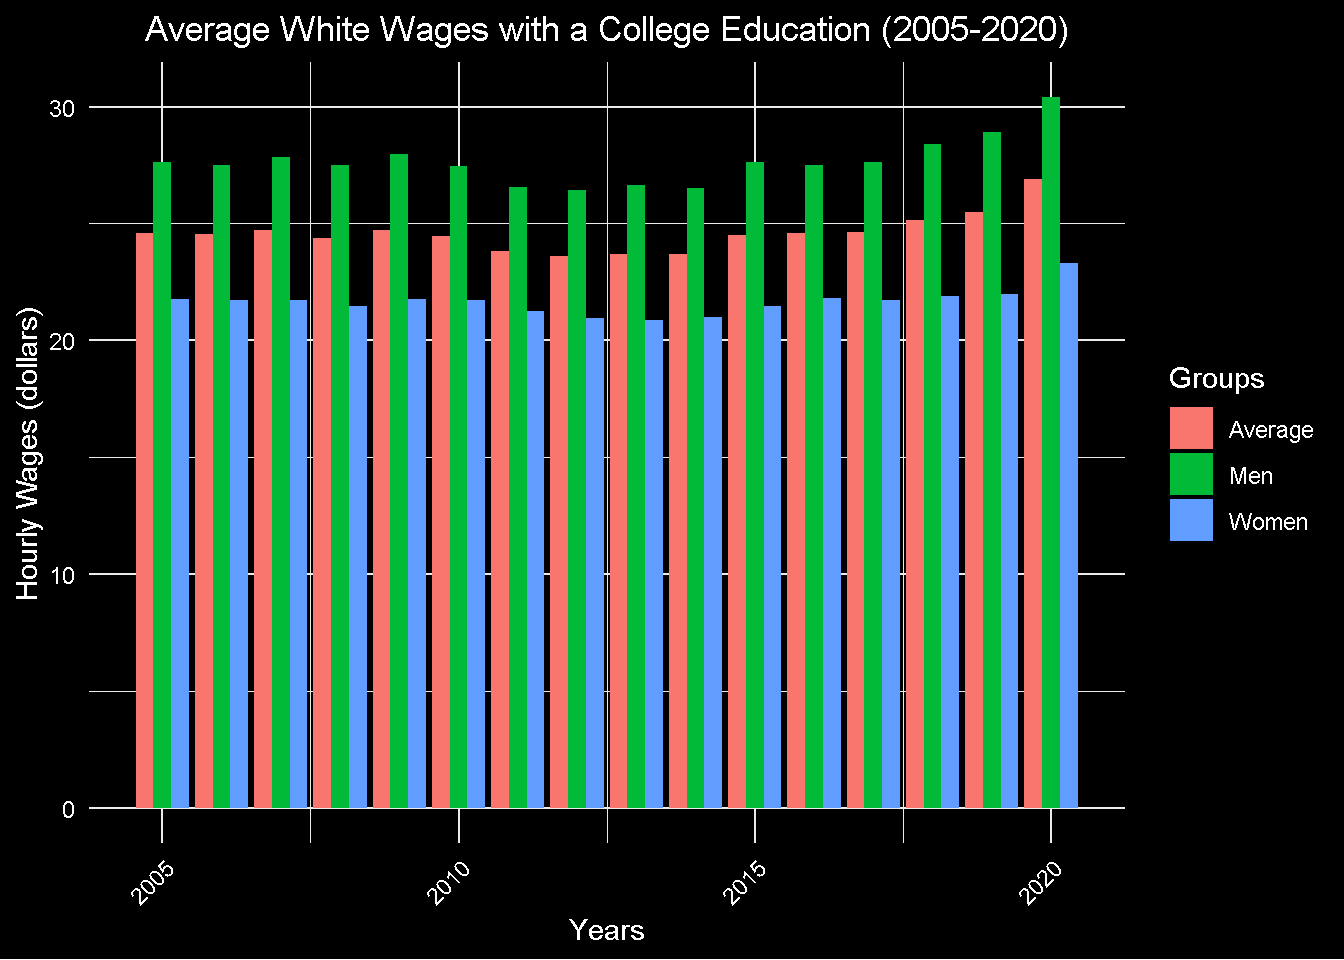 Average White Wages with a College Education (2005-2020)
Hourly Wages (dollars)
30
20
10
0
2005
2010
2015
2020
Years
Groups
Average
Men
Women